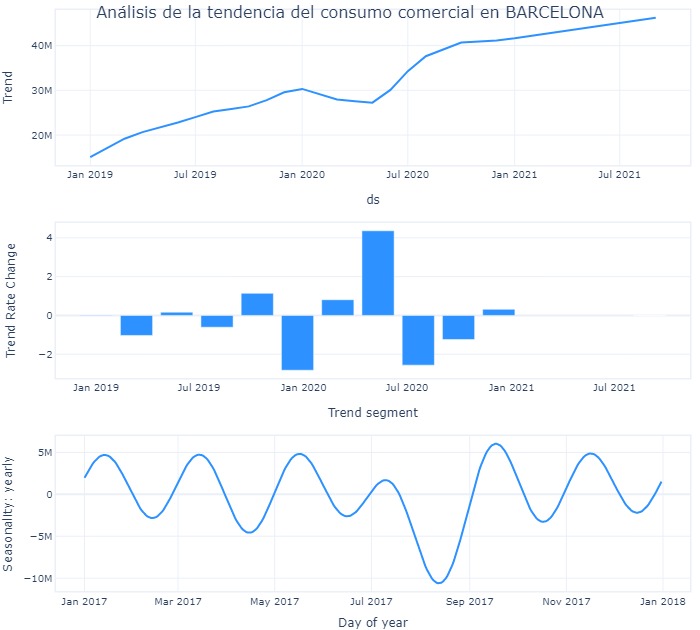 Análisis de la tendencia del consumo comercial en BARCELONA
40M
30M
20M
Trend
Jan 2019 Jul 2019 Jan 2020 Jul 2020 Jan 2021 Jul 2021
ds
4
2
0
−2
Trend Rate Change
Jan 2019 Jul 2019 Jan 2020 Jul 2020 Jan 2021 Jul 2021
Trend segment
5M
0
−5M
−10M
Seasonality: yearly
Jan 2017 Mar 2017 May 2017 Jul 2017 Sep 2017 Nov 2017 Jan 2018
Day of year